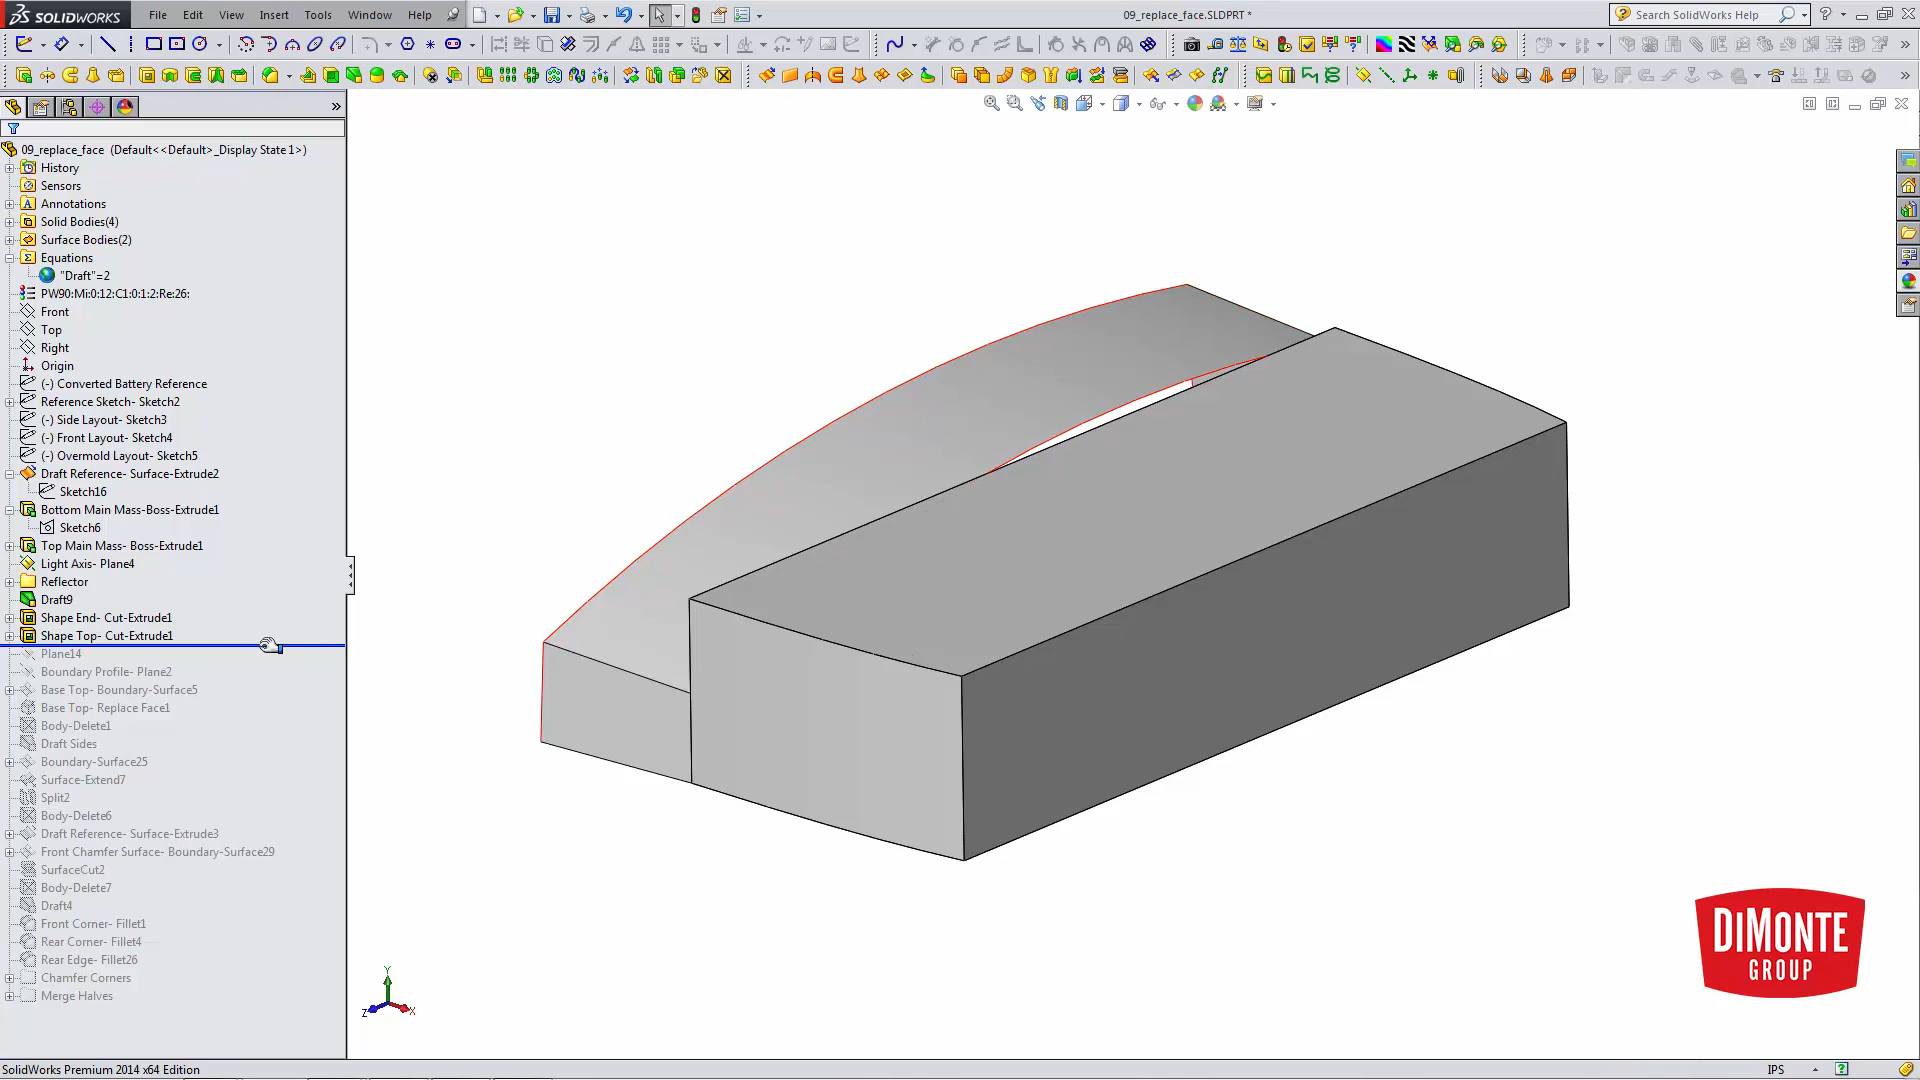 SOLIDWORKS
File Edit View Insert Tools Window Help
09_replace_face.SLDPRT *
Search SolidWorks Help
09_replace_face (Default<<Default>_Display State 1>)
History
Sensors
Annotations
Solid Bodies(4)
Surface Bodies(2)
Equations
"Draft"=2
PW90:Mi:0:12:C1:0:1:2:Re:26:
Front
Top
Right
Origin
(-) Converted Battery Reference
Reference Sketch- Sketch2
(-) Side Layout- Sketch3
(-) Front Layout- Sketch4
(-) Overmold Layout- Sketch5
Draft Reference- Surface-Extrude2
Sketch16
Bottom Main Mass-Boss-Extrude1
Sketch6
Top Main Mass- Boss-Extrude1
Light Axis- Plane4
Reflector
Draft9
Shape End- Cut-Extrude1
Shape Top- Cut-Extrude1
Plane14
Boundary Profile- Plane2
Base Top- Boundary-Surface5
Base Top- Replace Face1
Body-Delete1
Draft Sides
Boundary-Surface25
Surface-Extend7
Split2
Body-Delete6
Draft Reference- Surface-Extrude3
Front Chamfer Surface- Boundary-Surface29
SurfaceCut2
Body-Delete7
Draft4
Front Corner- Fillet1
Rear Corner- Fillet4
Rear Edge- Fillet26
Chamfer Corners
Merge Halves
Y
Z
X
DiMONTE
GROUP
SolidWorks Premium 2014 x64 Edition
IPS